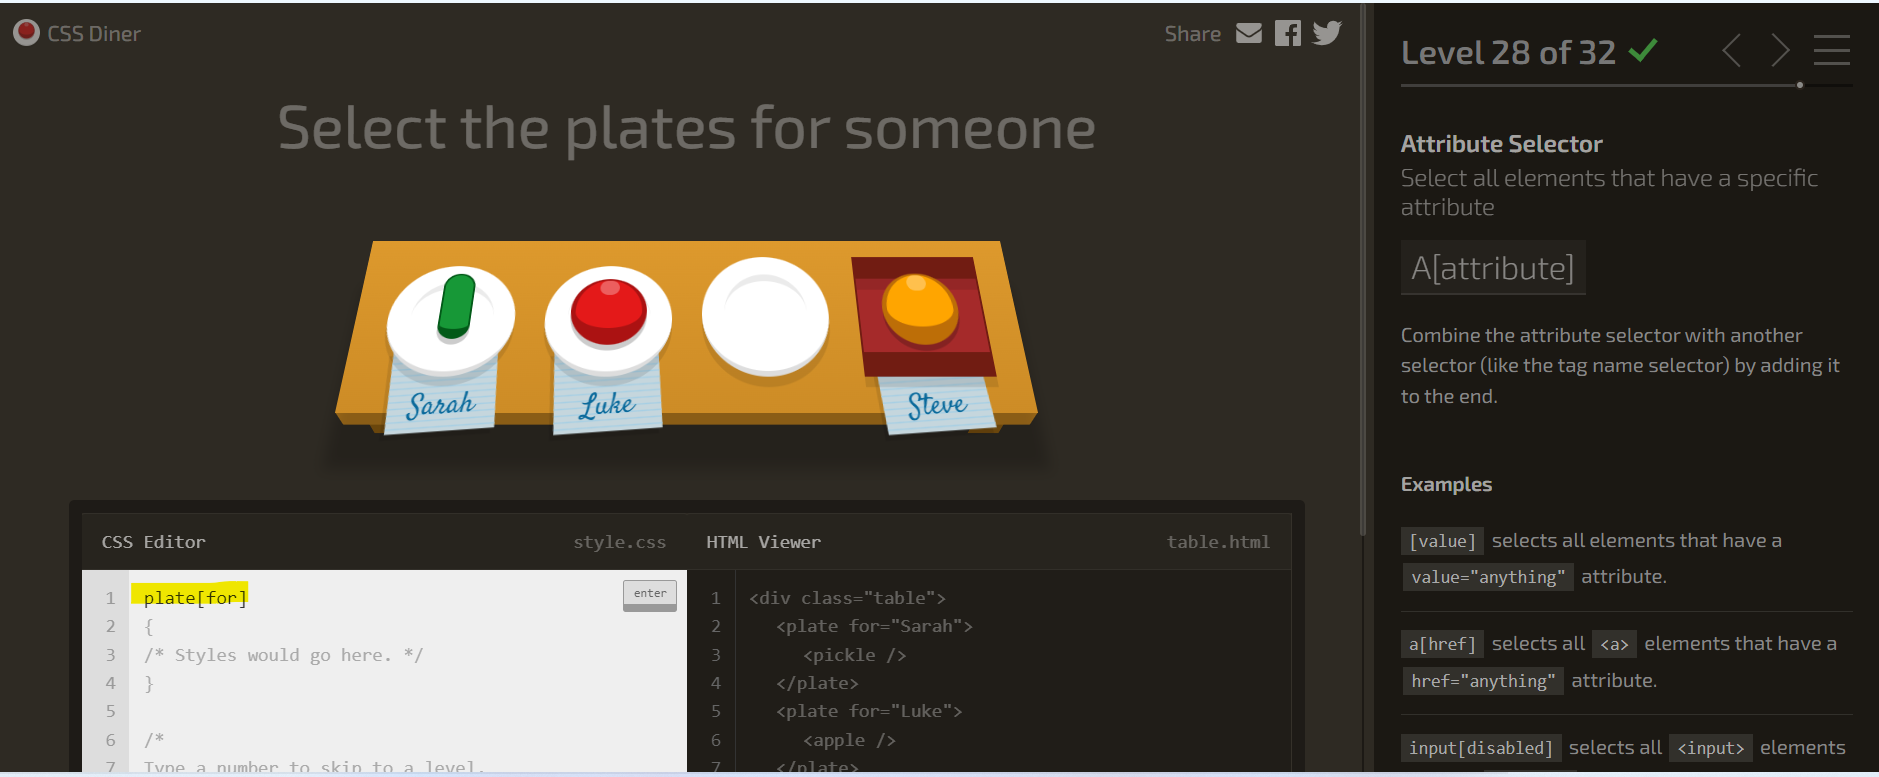 CSS Diner
Share
Select the plates for someone
Sarah
Luke
Steve
CSS Editor
style.css
1 plate[for]
enter
2 {
3 /* Styles would go here. */
4 }
5
6 /*
7 Type a number to skip to a level.
HTML Viewer
table.html
1 <div class="table">
2 <plate for="Sarah">
3 <pickle />
4 </plate>
5 <plate for="Luke">
6 <apple />
7 </plate>
Level 28 of 32
Attribute Selector
Select all elements that have a specific
attribute
A[attribute]
Combine the attribute selector with another
selector (like the tag name selector) by adding it
to the end.
Examples
[value] selects all elements that have a
value="anything" attribute.
a[href] selects all <a> elements that have a
href="anything" attribute.
input[disabled] selects all <input> elements